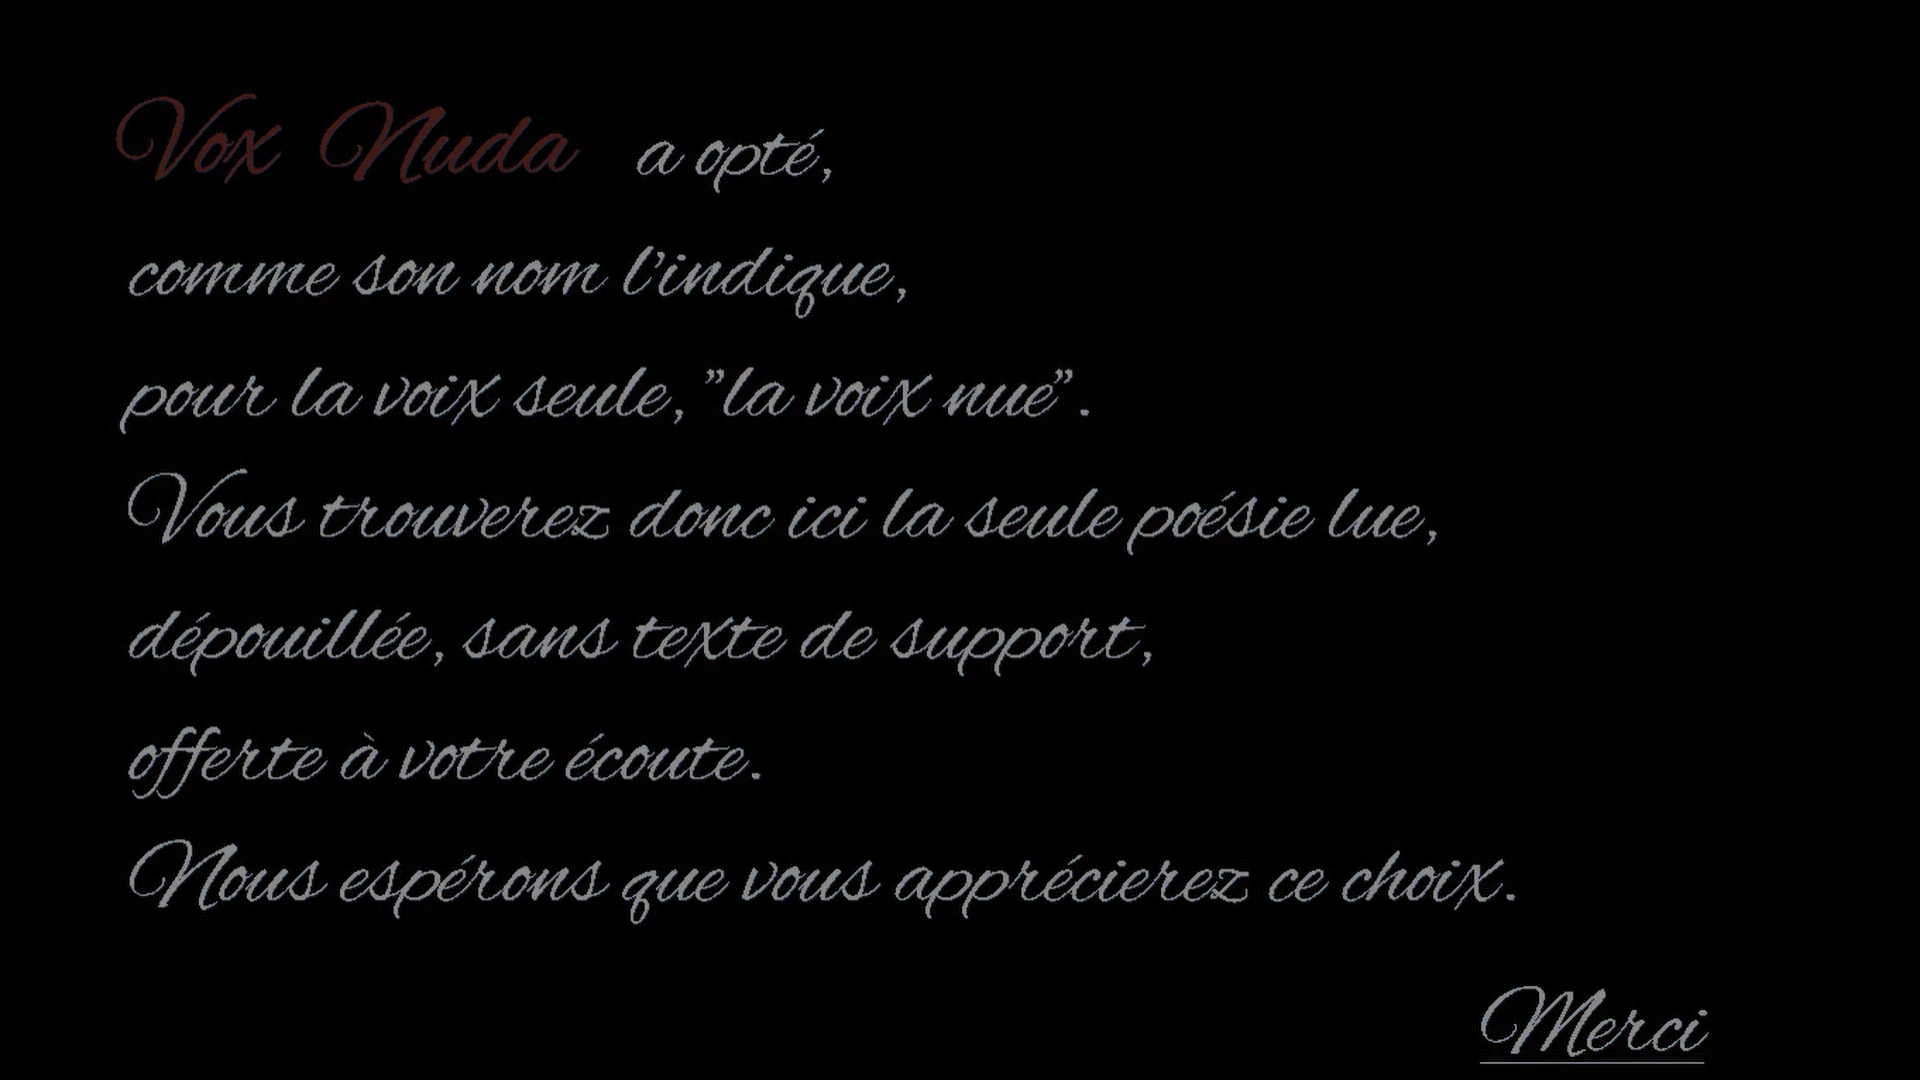 Vox Nuda a opté,
comme son nom l'indique,
pour la voix seule, "la voix nue".
Vous trouverez donc ici la seule poésie lue,
dépouillée, sans texte de support,
offerte à votre écoute.
Nous espérons que vous apprécierez ce choix.
Merci